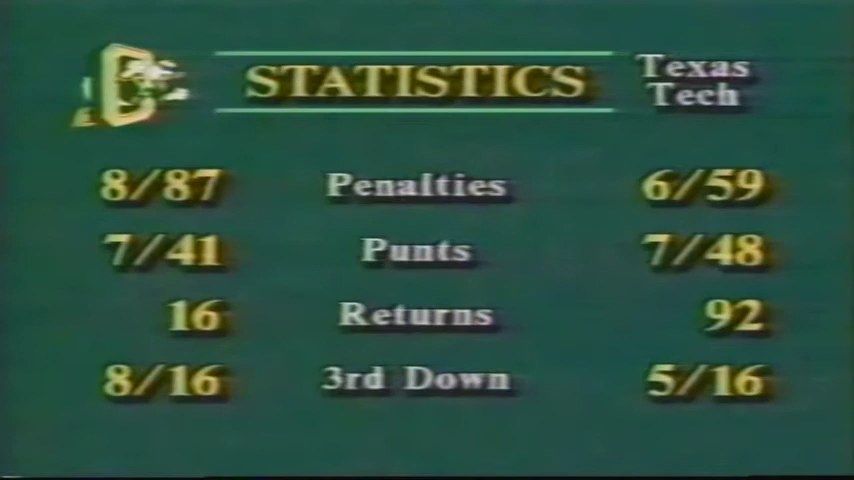 STATISTICS
Texas
Tech
8/87 Penalties 6/59
7/41 Punts 7/48
16 Returns 92
8/16 3rd Down 5/16